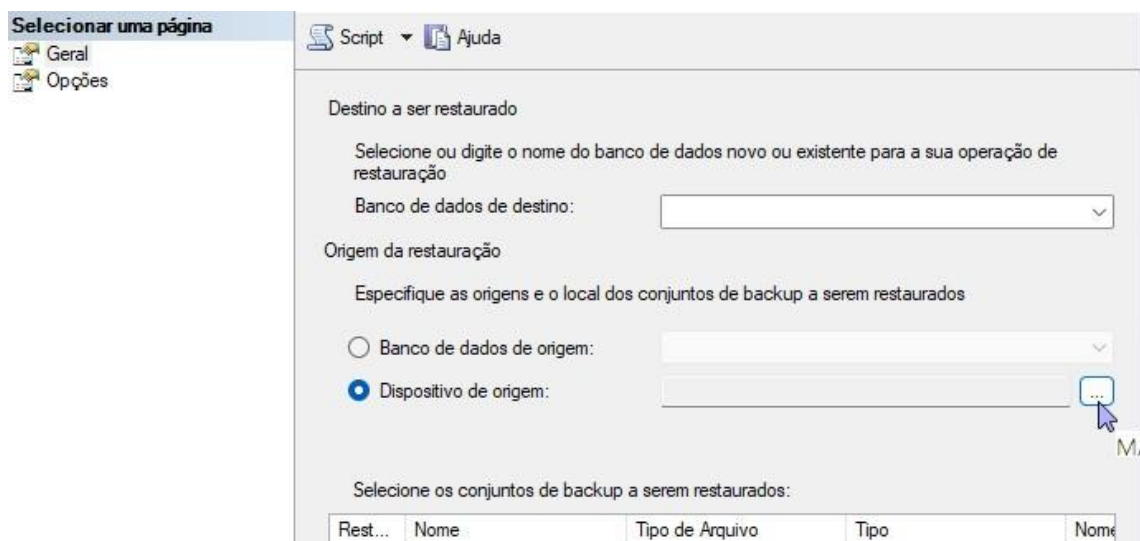 Selecionar uma página
Geral
Opções
Script
Ajuda
Destino a ser restaurado
Selecione ou digite o nome do banco de dados novo ou existente para a sua operação de
restauração
Banco de dados de destino:
Origem da restauração
Especifique as origens e o local dos conjuntos de backup a serem restaurados
Banco de dados de origem:
Dispositivo de origem:
...
Selecione os conjuntos de backup a serem restaurados:
Rest... Nome Tipo de Arquivo Tipo